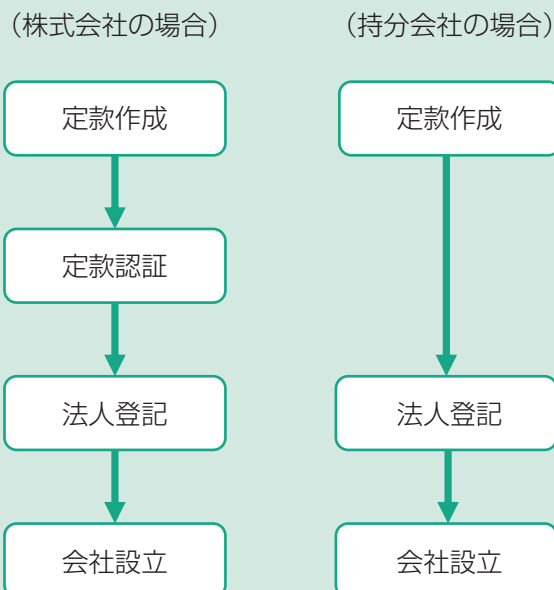 （株式会社の場合）
定款作成
定款認証
法人登記
会社設立
（持分会社の場合）
定款作成
法人登記
会社設立